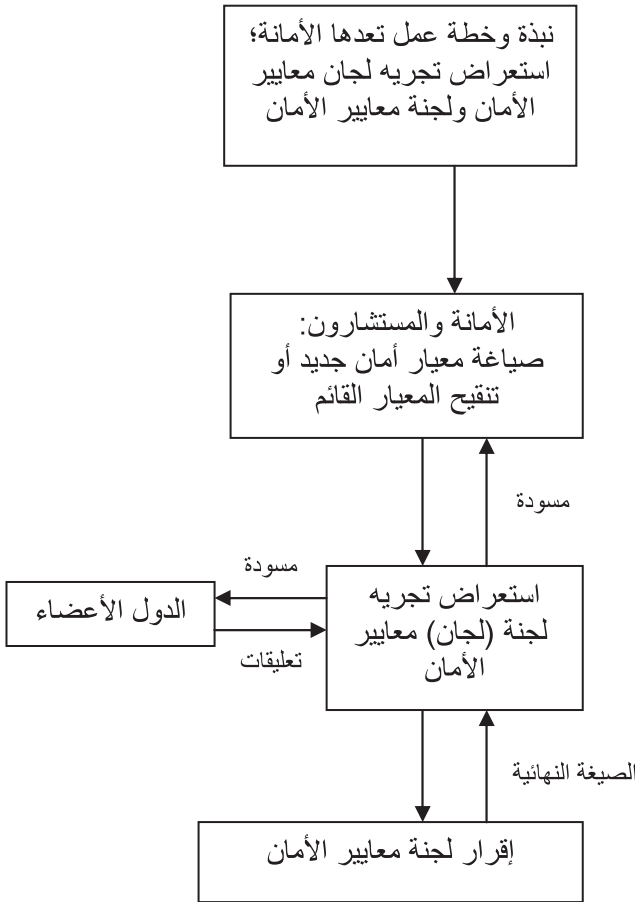 نبذة وخطة عمل تعدها الأمانة؛
استعراض تجريه لجان معايير
الأمان ولجنة معايير الأمان
الأمانة والمستشارون:
صياغة معيار أمان جديد أو
تنقيح المعيار القائم
مسودة
استعراض تجريه
لجنة (لجان) معايير
الأمان
مسودة
الدول الأعضاء
تعليقات
الصيغة النهائية
إقرار لجنة معايير الأمان